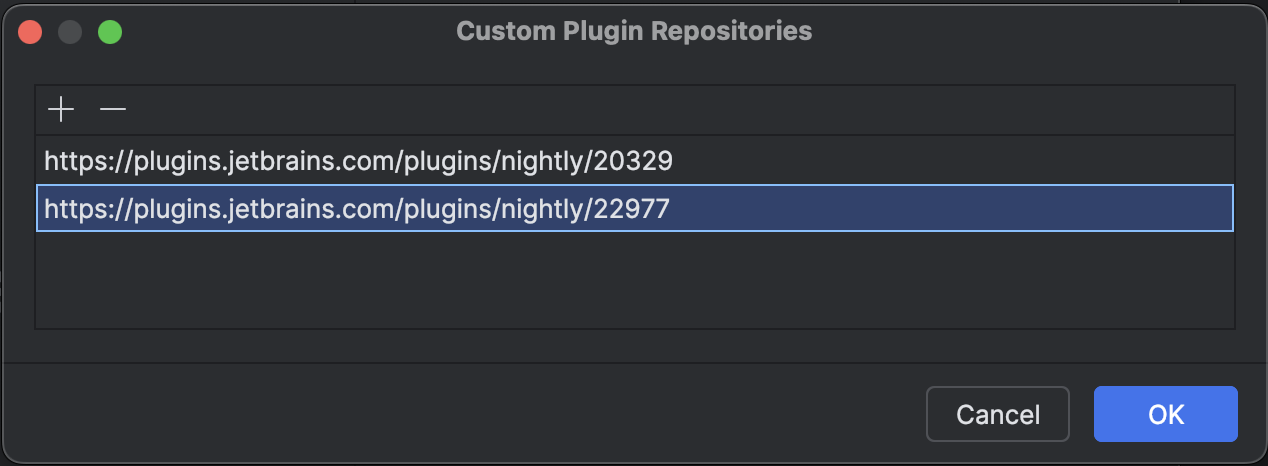 Custom Plugin Repositories
https://plugins.jetbrains.com/plugins/nightly/20329
https://plugins.jetbrains.com/plugins/nightly/22977
Cancel
OK